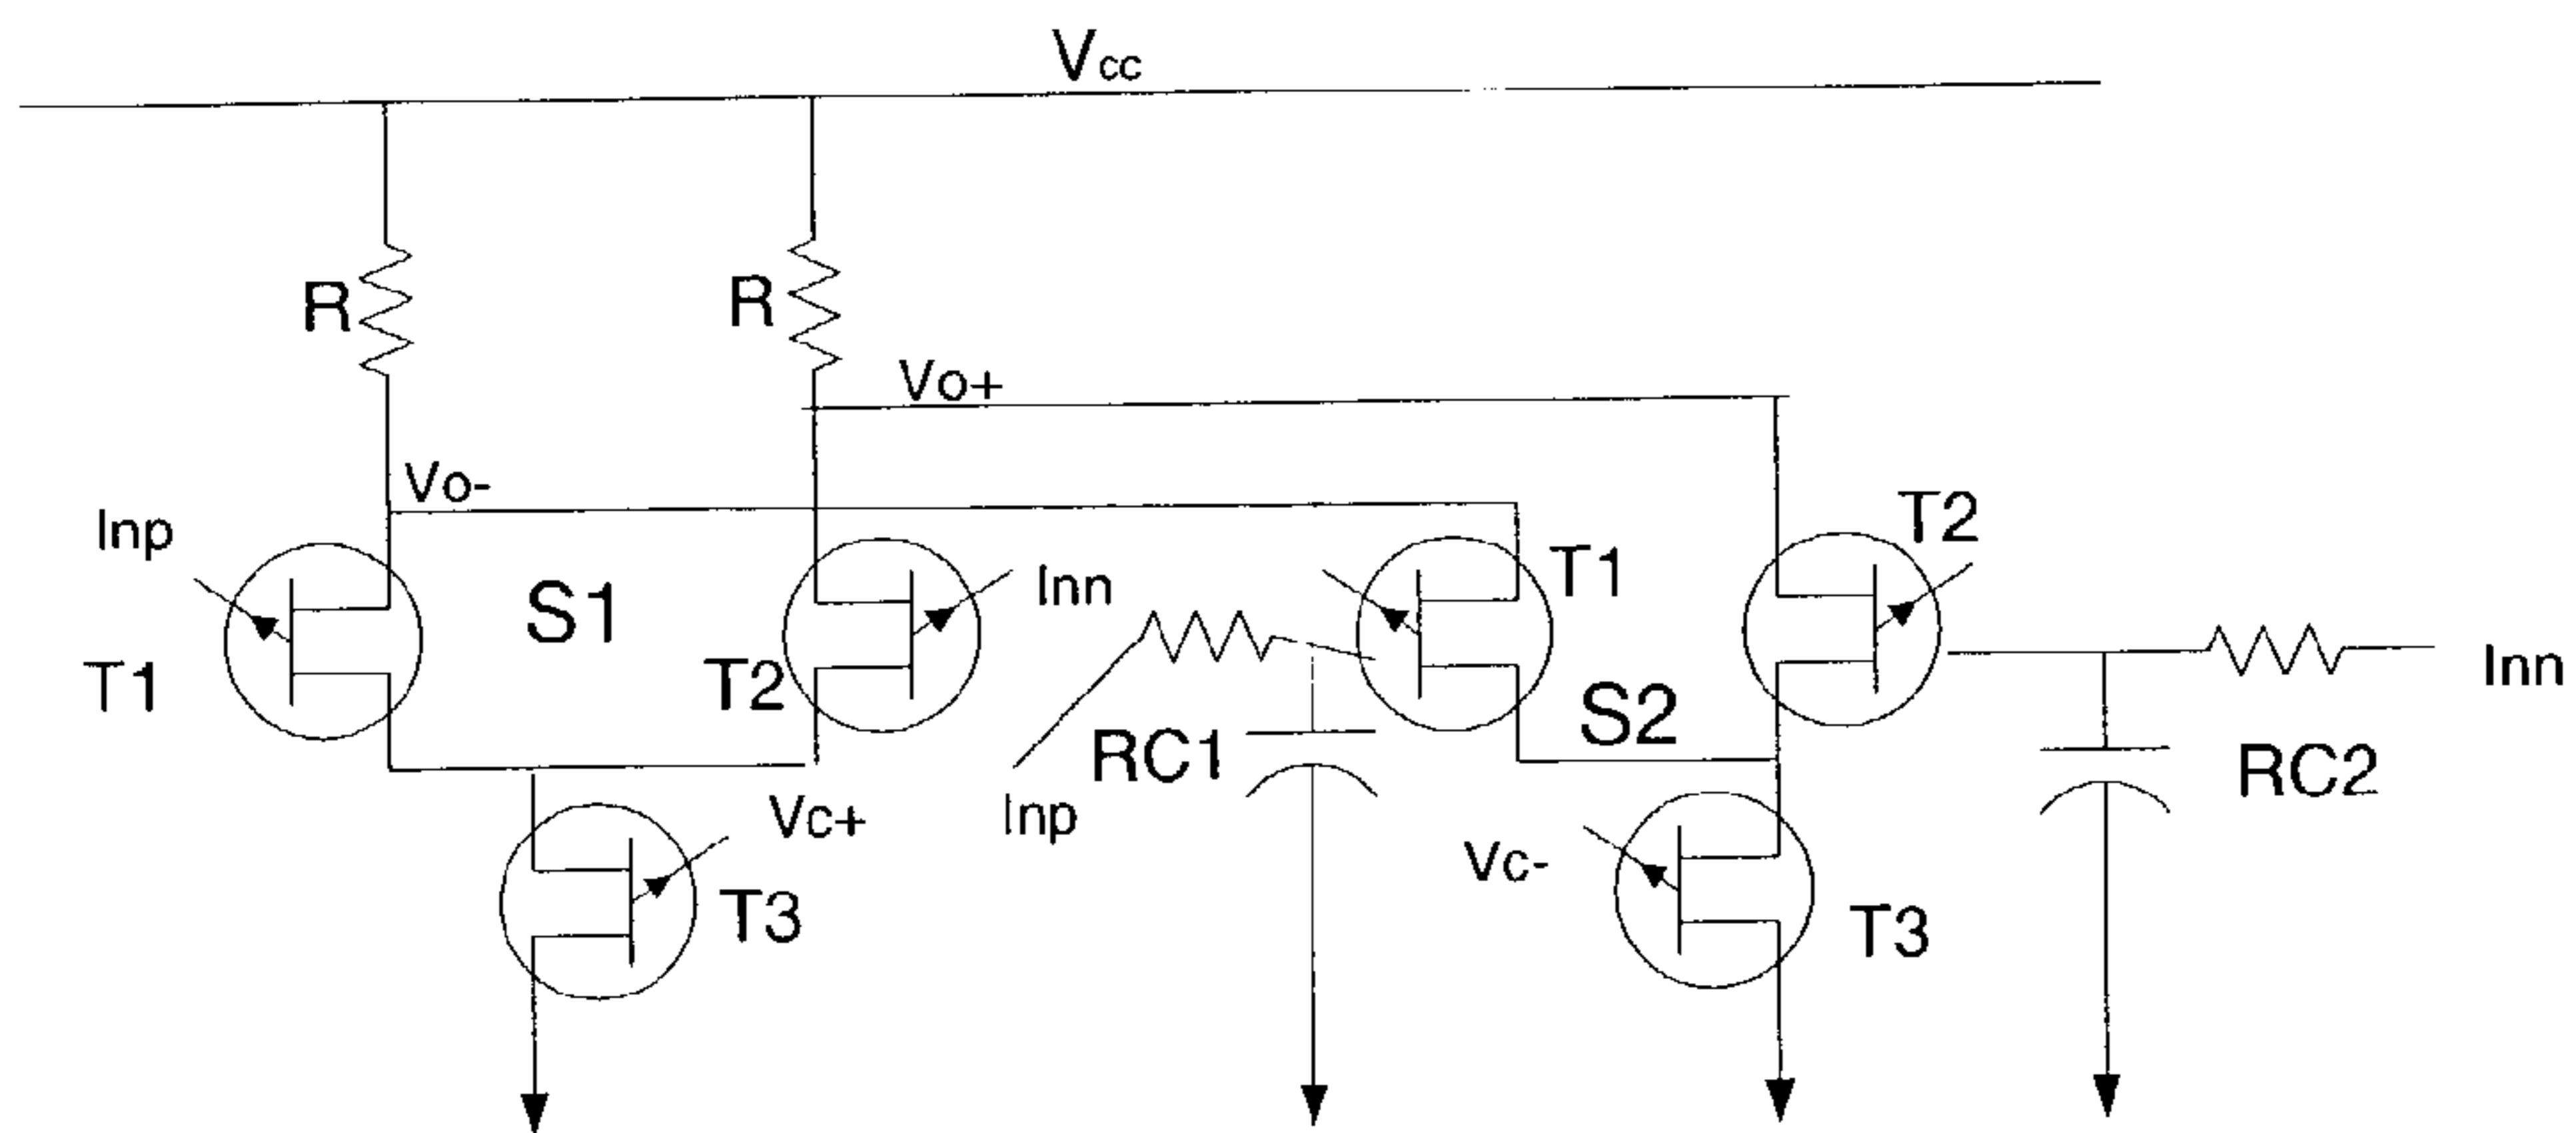 Vcc
R
R
Vo+
Vo-
Inp
T1
S1
T2
Inn
T1
T2
S2
RC1
Inp
Inn
RC2
Vc+
T3
Vc-
T3